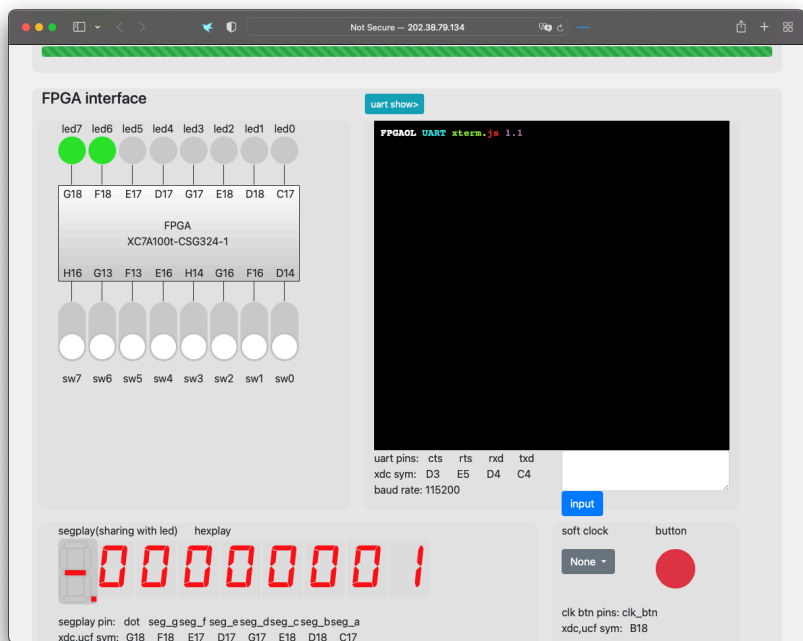 Not Secure — 202.38.79.134
FPGA interface
uart show>
led7 led6 led5 led4 led3 led2 led1 led0
G18 F18 E17 D17 G17 E18 D18 C17
FPGA
XC7A100t-CSG324-1
H16 G13 F13 E16 H14 G16 F16 D14
sw7 sw6 sw5 sw4 sw3 sw2 sw1 sw0
FPGAOL UART xterm.js 1.1
uart pins: cts rts rxd txd
xdc sym: D3 E5 D4 C4
baud rate: 115200
input
segplay(sharing with led) hexplay
00000001
segplay pin: dot seg_g seg_f seg_e seg_d seg_c seg_b seg_a
xdc,ucf sym: G18 F18 E17 D17 G17 E18 D18 C17
soft clock button
None
clk btn pins: clk_btn
xdc,ucf sym: B18